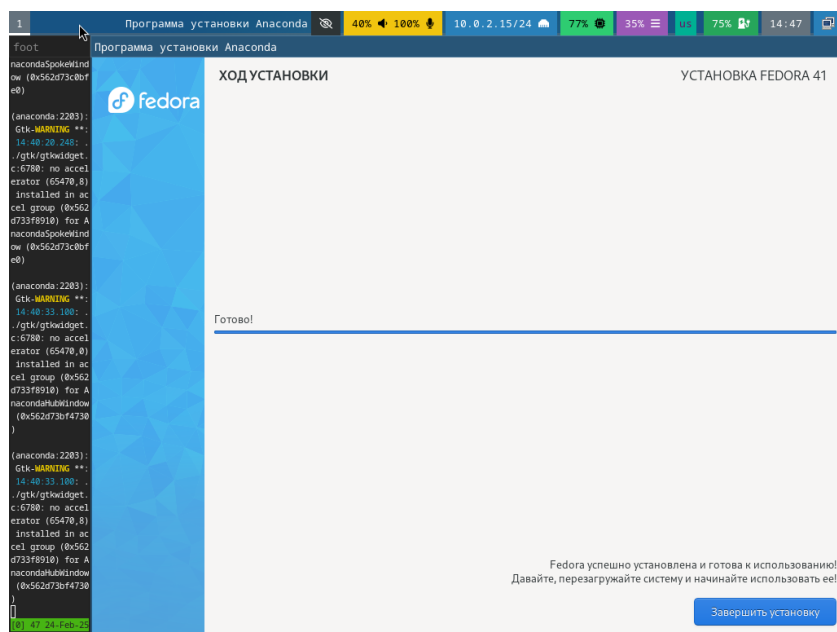 1 Программа установки Anaconda 40% 100% 10.0.2.15/24 77% 35% us 75% 14:47
foot Программа установки Anaconda
nacondaSpokeWind
ow (0x562d73c0bf
e0)
(anaconda:2203):
Gtk-WARNING **:
14:40:20.248: .
./gtk/gtkwidget.
c:6780: no accel
erator (65470,8)
installed in ac
cel group (0x562
d733f8910) for A
nacondaSpokeWind
ow (0x562d73c0bf
e0)
(anaconda:2203):
Gtk-WARNING **:
14:40:33.100: .
./gtk/gtkwidget.
c:6780: no accel
erator (65470,0)
installed in ac
cel group (0x562
d733f8910) for A
nacondaHubWindow
(0x562d73bf4730
)
(anaconda:2203):
Gtk-WARNING **:
14:40:33.100: .
./gtk/gtkwidget.
c:6780: no accel
erator (65470,8)
installed in ac
cel group (0x562
d733f8910) for A
nacondaHubWindow
(0x562d73bf4730
)
[0] 47 24-Feb-25
fedora
ХОД УСТАНОВКИ
УСТАНОВКА FEDORA 41
Готово!
Fedora успешно установлена и готова к использованию!
Давайте, перезагружайте систему и начинайте использовать ее!
Завершить установку